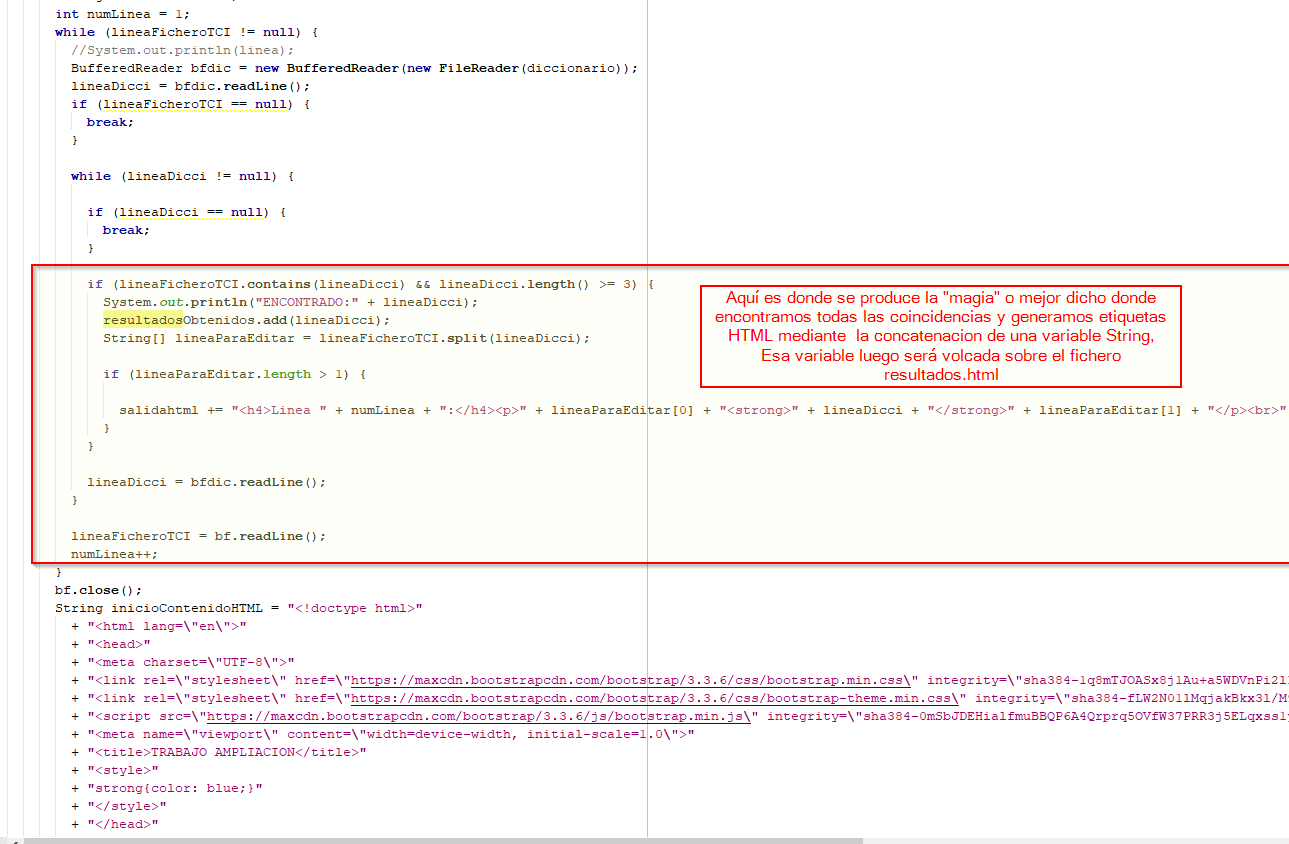 int numLinea = 1;
while (lineaFicheroTCI != null) {
//System.out.println(linea);
BufferedReader bfdic = new BufferedReader(new FileReader(diccionario));
lineaDicci = bfdic.readLine();
if (lineaFicheroTCI == null) {
break;
}
while (lineaDicci != null) {
if (lineaDicci == null) {
break;
}
if (lineaFicheroTCI.contains(lineaDicci) && lineaDicci.length() >= 3) {
System.out.println("ENCONTRADO:" + lineaDicci);
resultadosObtenidos.add(lineaDicci);
String[] lineaParaEditar = lineaFicheroTCI.split(lineaDicci);
if (lineaParaEditar.length > 1) {
salidahtml += "<h4>Linea " + numLinea + ":</h4><p>" + lineaParaEditar[0] + "<strong>" + lineaDicci + "</strong>" + lineaParaEditar[1] + "</p><br>"
}
}
lineaDicci = bfdic.readLine();
}
lineaFicheroTCI = bf.readLine();
numLinea++;
}
Aquí es donde se produce la "magia" o mejor dicho donde
encontramos todas las coincidencias y generamos etiquetas
HTML mediante la concatenacion de una variable String,
Esa variable luego será volcada sobre el fichero
resultados.html
bf.close();
String inicioContenidoHTML = "<!doctype html>"
+ "<html lang=\"en\">"
+ "<head>"
+ "<meta charset=\"UTF-8\">"
+ "<link rel=\"stylesheet\" href=\"https://maxcdn.bootstrapcdn.com/bootstrap/3.3.6/css/bootstrap.min.css\" integrity=\"
+ "<link rel=\"stylesheet\" href=\"https://maxcdn.bootstrapcdn.com/bootstrap/3.3.6/css/bootstrap-theme.min.css\" integrity=\"
+ "<script src=\"https://maxcdn.bootstrapcdn.com/bootstrap/3.3.6/js/bootstrap.min.js\" integrity=\"
+ "<meta name=\"viewport\" content=\"width=device-width, initial-scale=1.0\">"
+ "<title>TRABAJO AMPLIACION</title>"
+ "<style>"
+ "strong{color: blue;}"
+ "</style>"
+ "</head>"